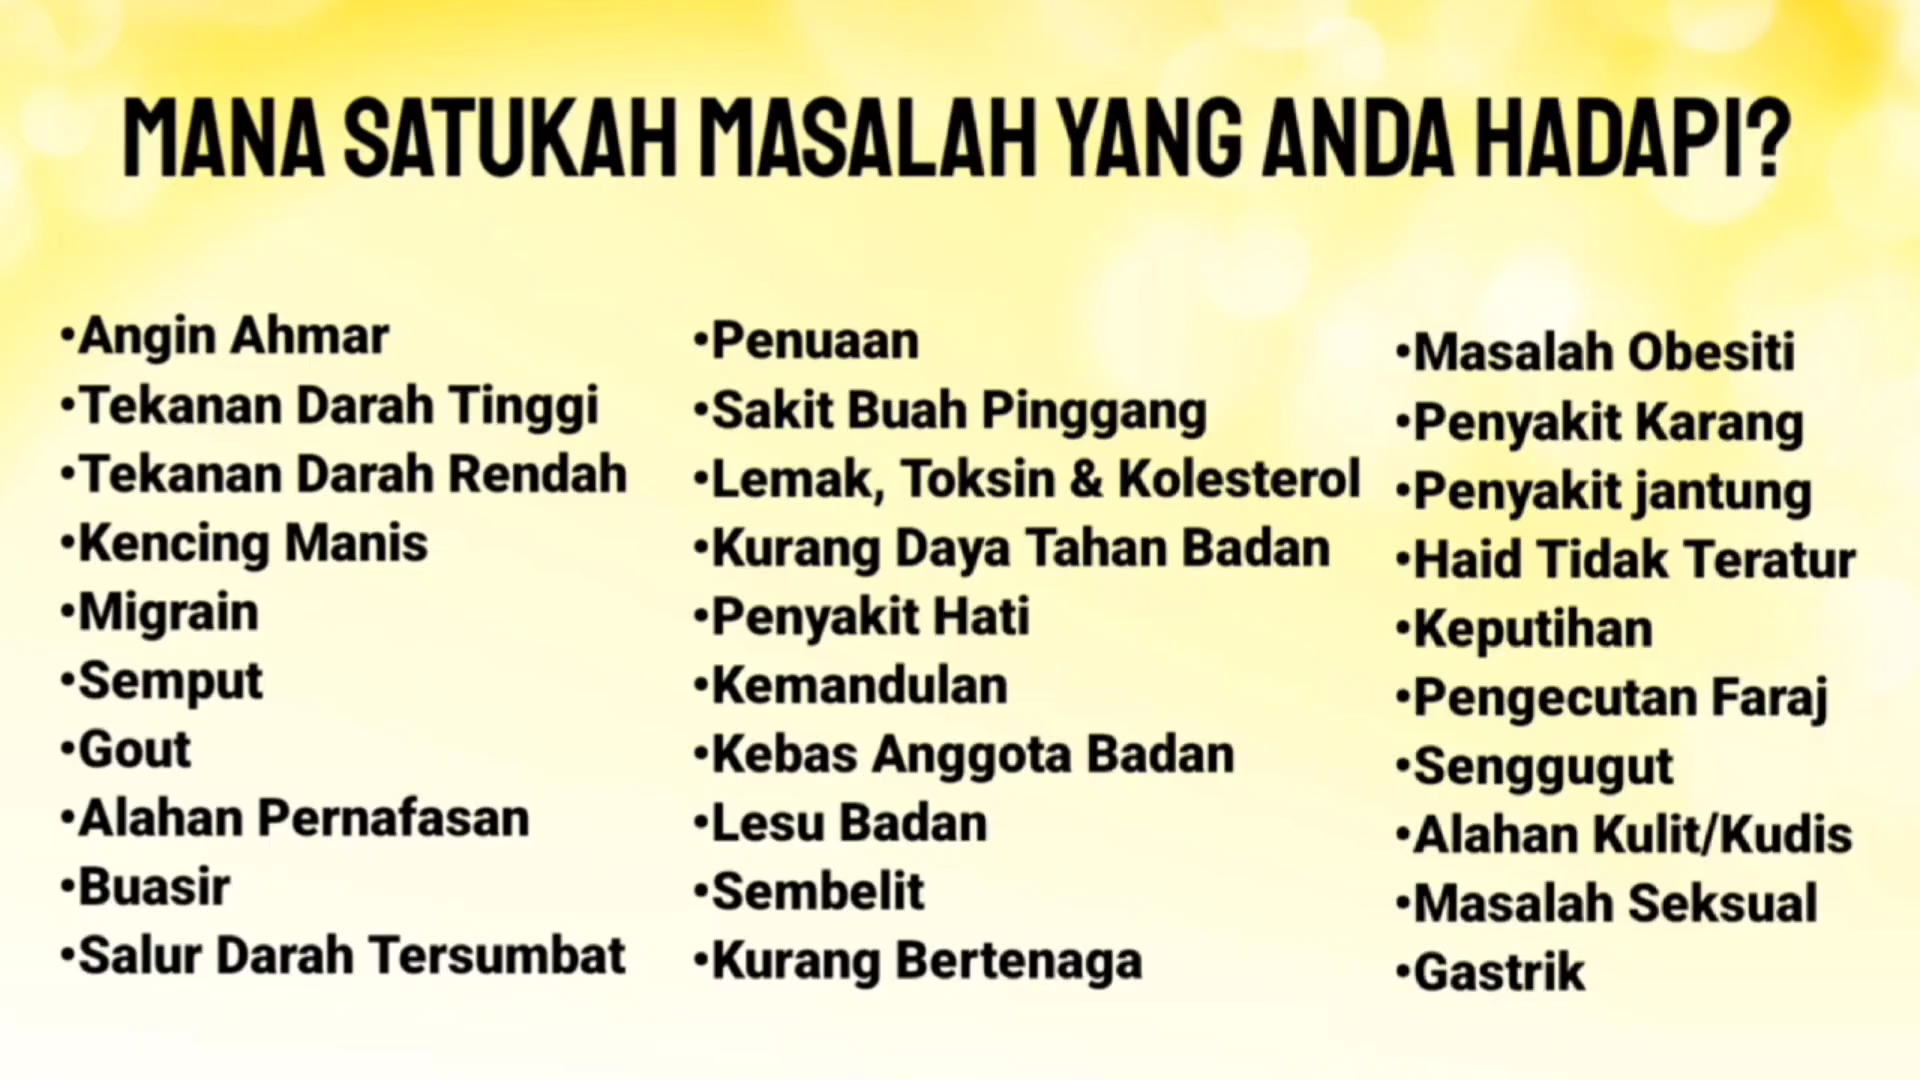 MANA SATUKAH MASALAH YANG ANDA HADAPI?
•Angin Ahmar
•Tekanan Darah Tinggi
•Tekanan Darah Rendah
•Kencing Manis
•Migrain
•Semput
•Gout
•Alahan Pernafasan
•Buasir
•Salur Darah Tersumbat
•Penuaan
•Sakit Buah Pinggang
•Lemak, Toksin & Kolesterol
•Kurang Daya Tahan Badan
•Penyakit Hati
•Kemandulan
•Kebas Anggota Badan
•Lesu Badan
•Sembelit
•Kurang Bertenaga
•Masalah Obesiti
•Penyakit Karang
•Penyakit jantung
•Haid Tidak Teratur
•Keputihan
•Pengecutan Faraj
•Senggugut
•Alahan Kulit/Kudis
•Masalah Seksual
•Gastrik